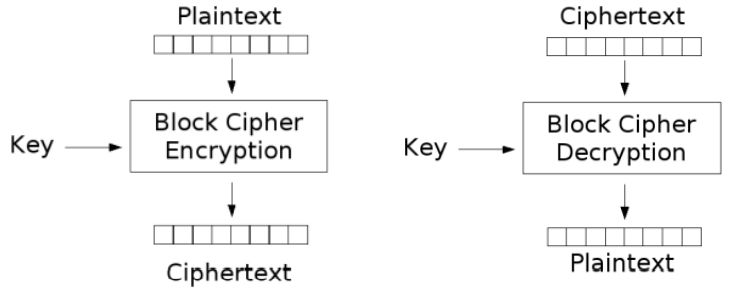 Plaintext
Key
Block Cipher
Encryption
Ciphertext
Ciphertext
Key
Block Cipher
Decryption
Plaintext